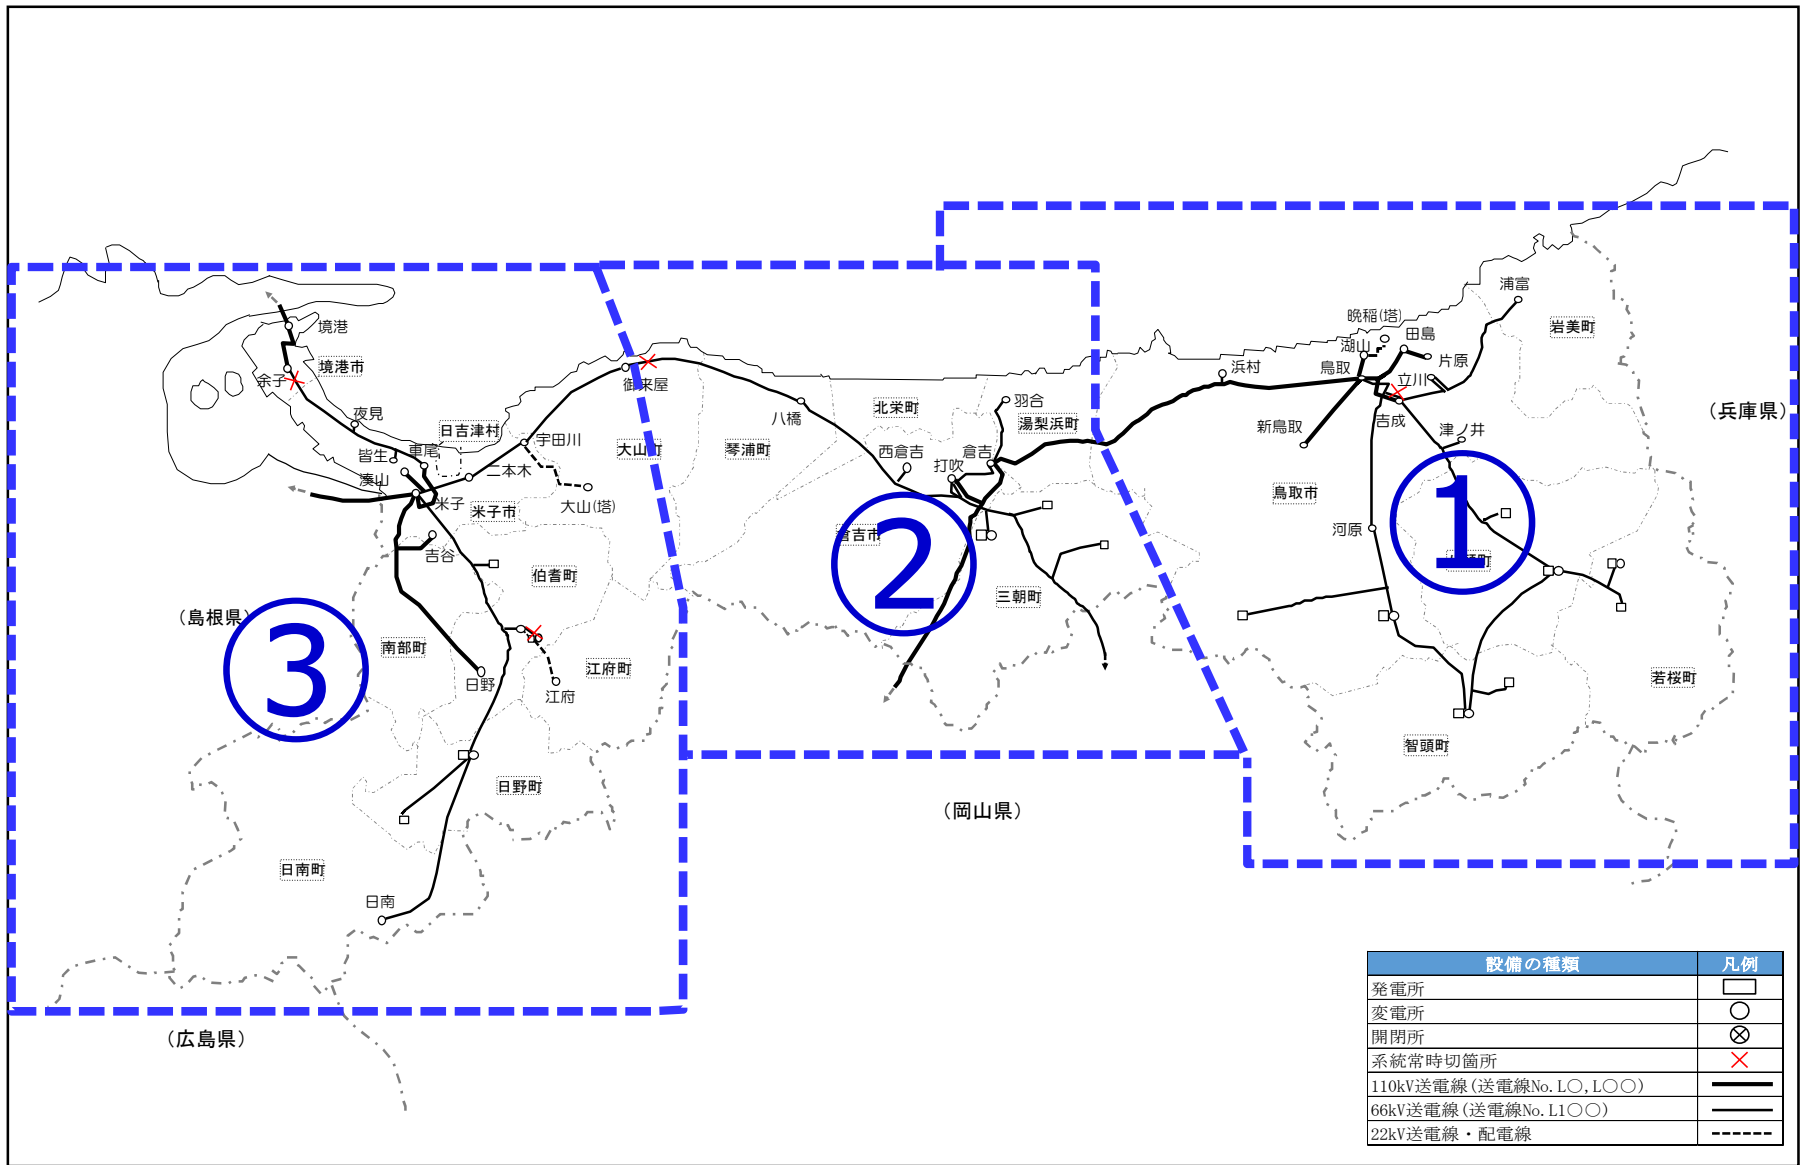 浦富
岩美町
晩稲(塔)
田島
湖山
片原
鳥取
立川
浜村
吉成
新鳥取
津ノ井
(兵庫県)
鳥取市
河原
1
若桜町
智頭町
境港
境港市
余子
夜見
日吉津村
皆生
車尾
湊山
二本木
宇田川
米子
米子市
大山(塔)
吉谷
伯耆町
御来屋
大山町
琴浦町
八橋
北栄町
西倉吉
打吹
倉吉
羽合
湯梨浜町
倉吉市
2
三朝町
(島根県)
3
南部町
日野
江府町
江府
日野町
日南町
日南
(岡山県)
(広島県)
設備の種類 凡例
発電所
変電所
開閉所
系統常時切箇所
110kV送電線(送電線No.L○,L○○)
66kV送電線(送電線No.L1○○)
22kV送電線・配電線